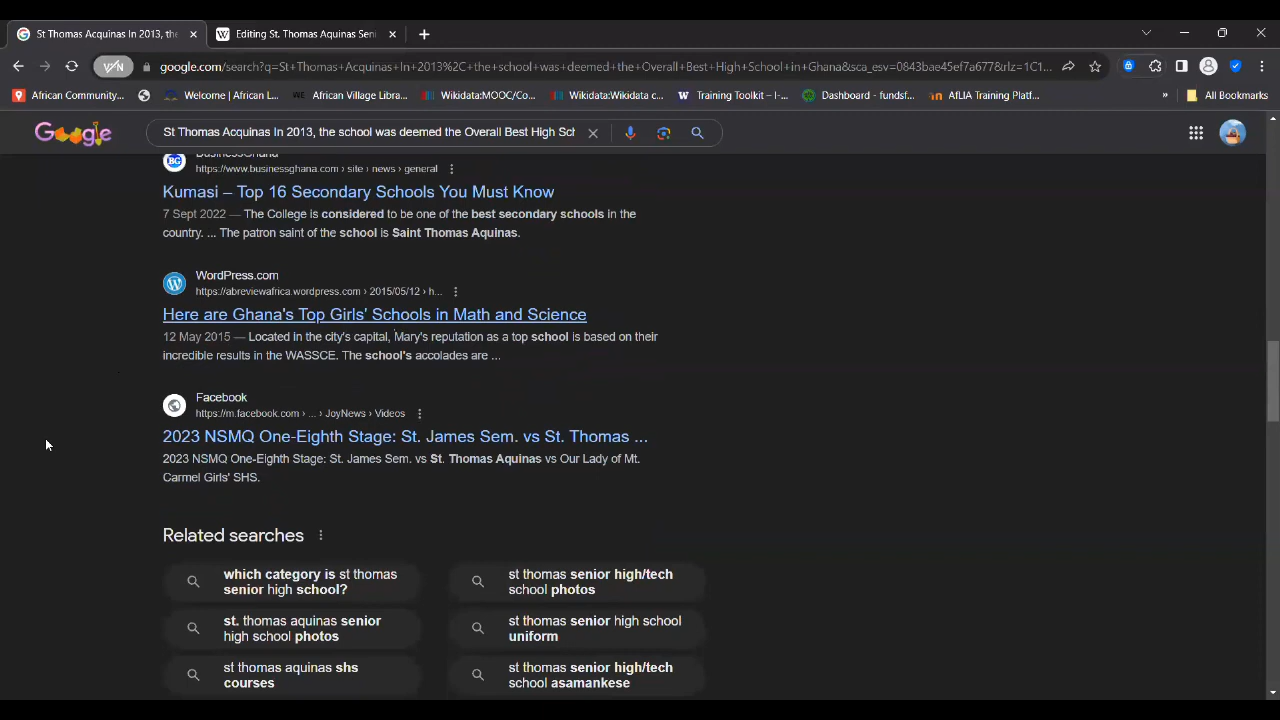 St Thomas Acquinas In 2013, the
Editing St. Thomas Aquinas Seni
VPN
google.com/search?q=St+Thomas+Acquinas+In+2013%2C+the+school+was+deemed+the+Overall+Best+High+School+in+Ghana&sca_esv=0843bae45ef7a677&rlz=1C1...
African Community...
Welcome | African L...
African Village Libra...
Wikidata:MOOC/Co...
Wikidata:Wikidata c...
Training Toolkit – I-...
Dashboard - fundsf...
AfLIA Training Platf...
»
All Bookmarks
Google
St Thomas Acquinas In 2013, the school was deemed the Overall Best High Sch
BusinessGhana
https://www.businessghana.com › site › news › general
Kumasi – Top 16 Secondary Schools You Must Know
7 Sept 2022 — The College is considered to be one of the best secondary schools in the
country. ... The patron saint of the school is Saint Thomas Aquinas.
WordPress.com
https://abreviewafrica.wordpress.com › 2015/05/12 › h...
Here are Ghana's Top Girls' Schools in Math and Science
12 May 2015 — Located in the city's capital, Mary's reputation as a top school is based on their
incredible results in the WASSCE. The school's accolades are ...
Facebook
https://m.facebook.com › ... › JoyNews › Videos
2023 NSMQ One-Eighth Stage: St. James Sem. vs St. Thomas ...
2023 NSMQ One-Eighth Stage: St. James Sem. vs St. Thomas Aquinas vs Our Lady of Mt.
Carmel Girls' SHS.
Related searches
which category is st thomas
senior high school?
st thomas senior high/tech
school photos
st. thomas aquinas senior
high school photos
st thomas senior high school
uniform
st thomas aquinas shs
courses
st thomas senior high/tech
school asamankese